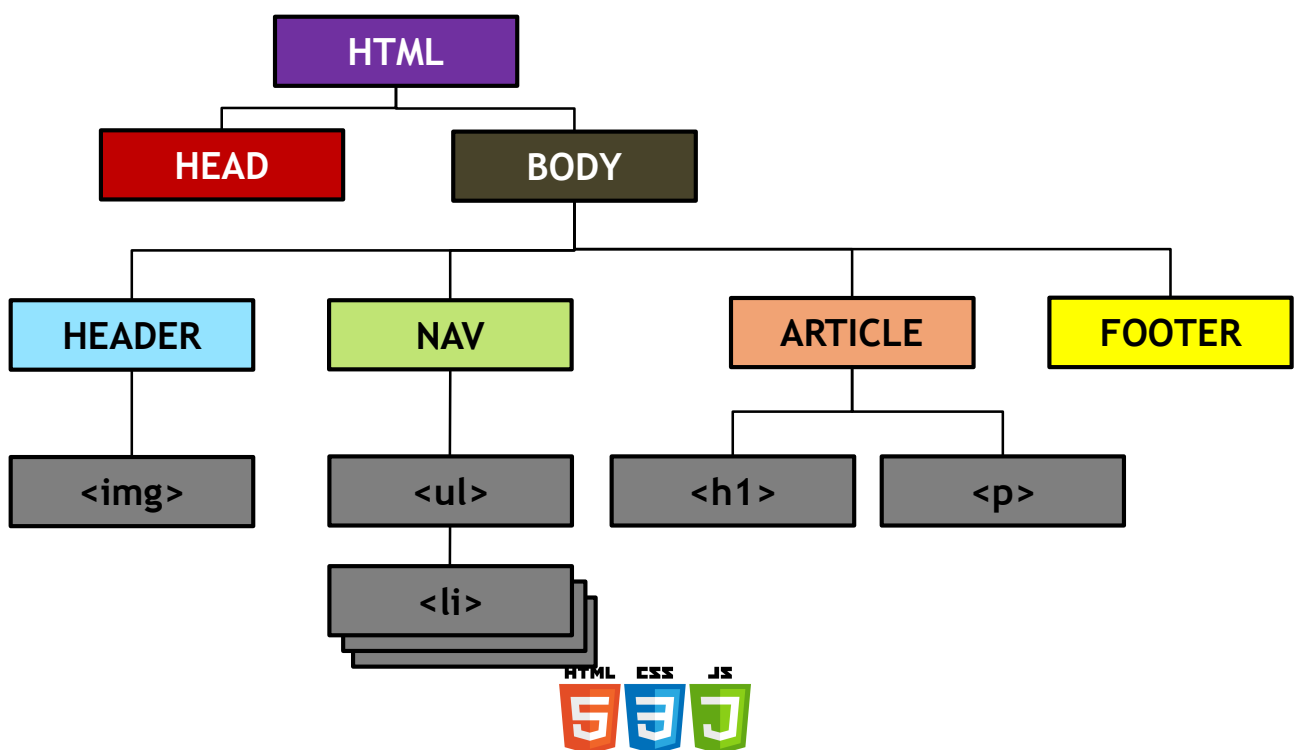 HTML
HEAD BODY
HEADER NAV ARTICLE FOOTER
<img> <ul> <h1> <p>
<li>
HTML CSS JS
5 3 J